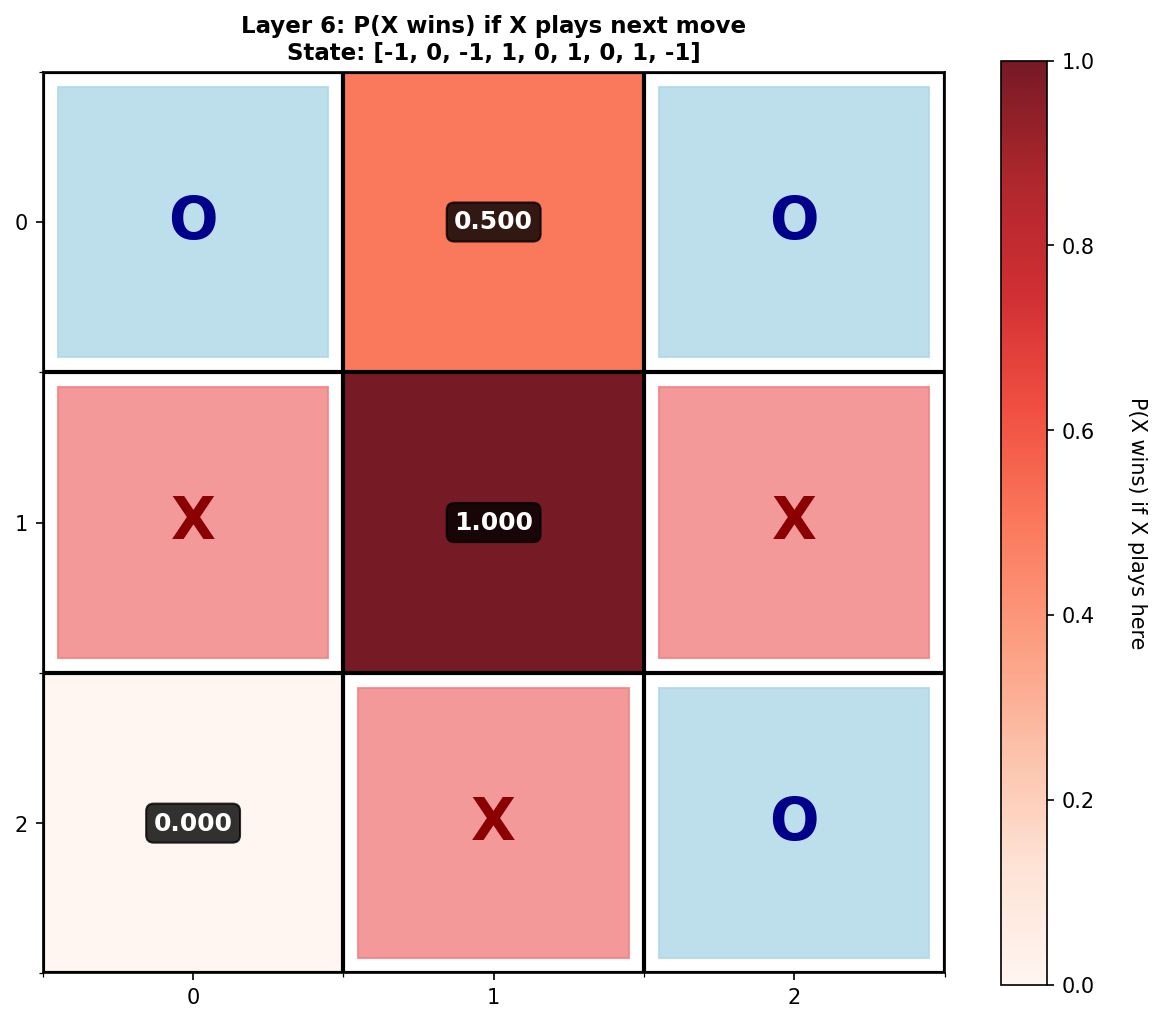 Layer 6: P(X wins) if X plays next move
State: [-1, 0, -1, 1, 0, 1, 0, 1, -1]
1.0
0.8
0.6
0.4
0.2
0.0
P(X wins) if X plays here
0
O
0.500
O
1
X
1.000
X
2
0.000
X
O
0
1
2